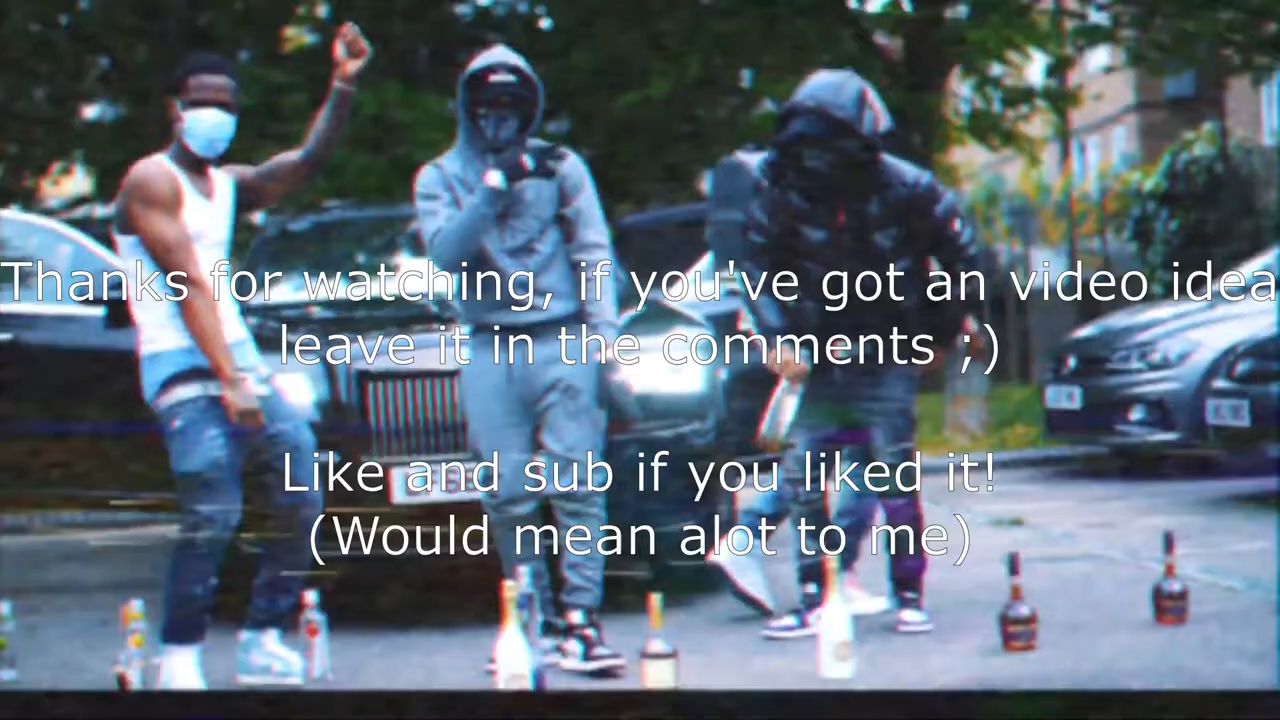 Thanks for watching, if you've got an video idea
leave it in the comments ;)
Like and sub if you liked it!
(Would mean alot to me)